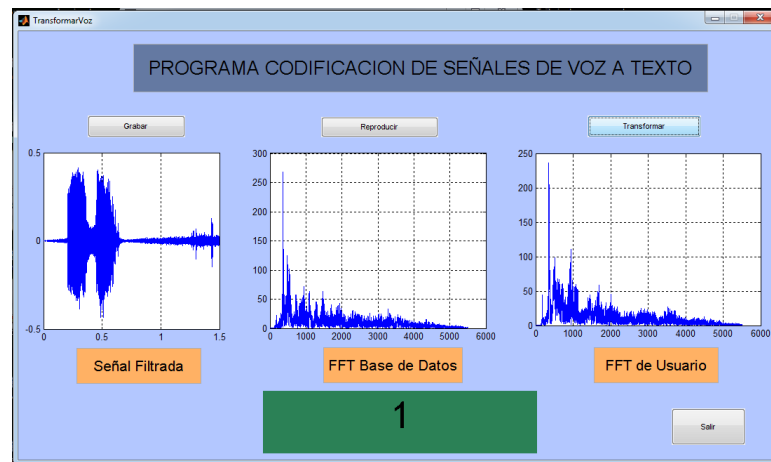 TransformarVoz
PROGRAMA CODIFICACION DE SEÑALES DE VOZ A TEXTO
Grabar
Reproducir
Transformar
0.5
0
-0.5
0 0.5 1 1.5
300
250
200
150
100
50
0
0 1000 2000 3000 4000 5000 6000
250
200
150
100
50
0
0 1000 2000 3000 4000 5000 6000
Señal Filtrada
FFT Base de Datos
FFT de Usuario
1
Salir